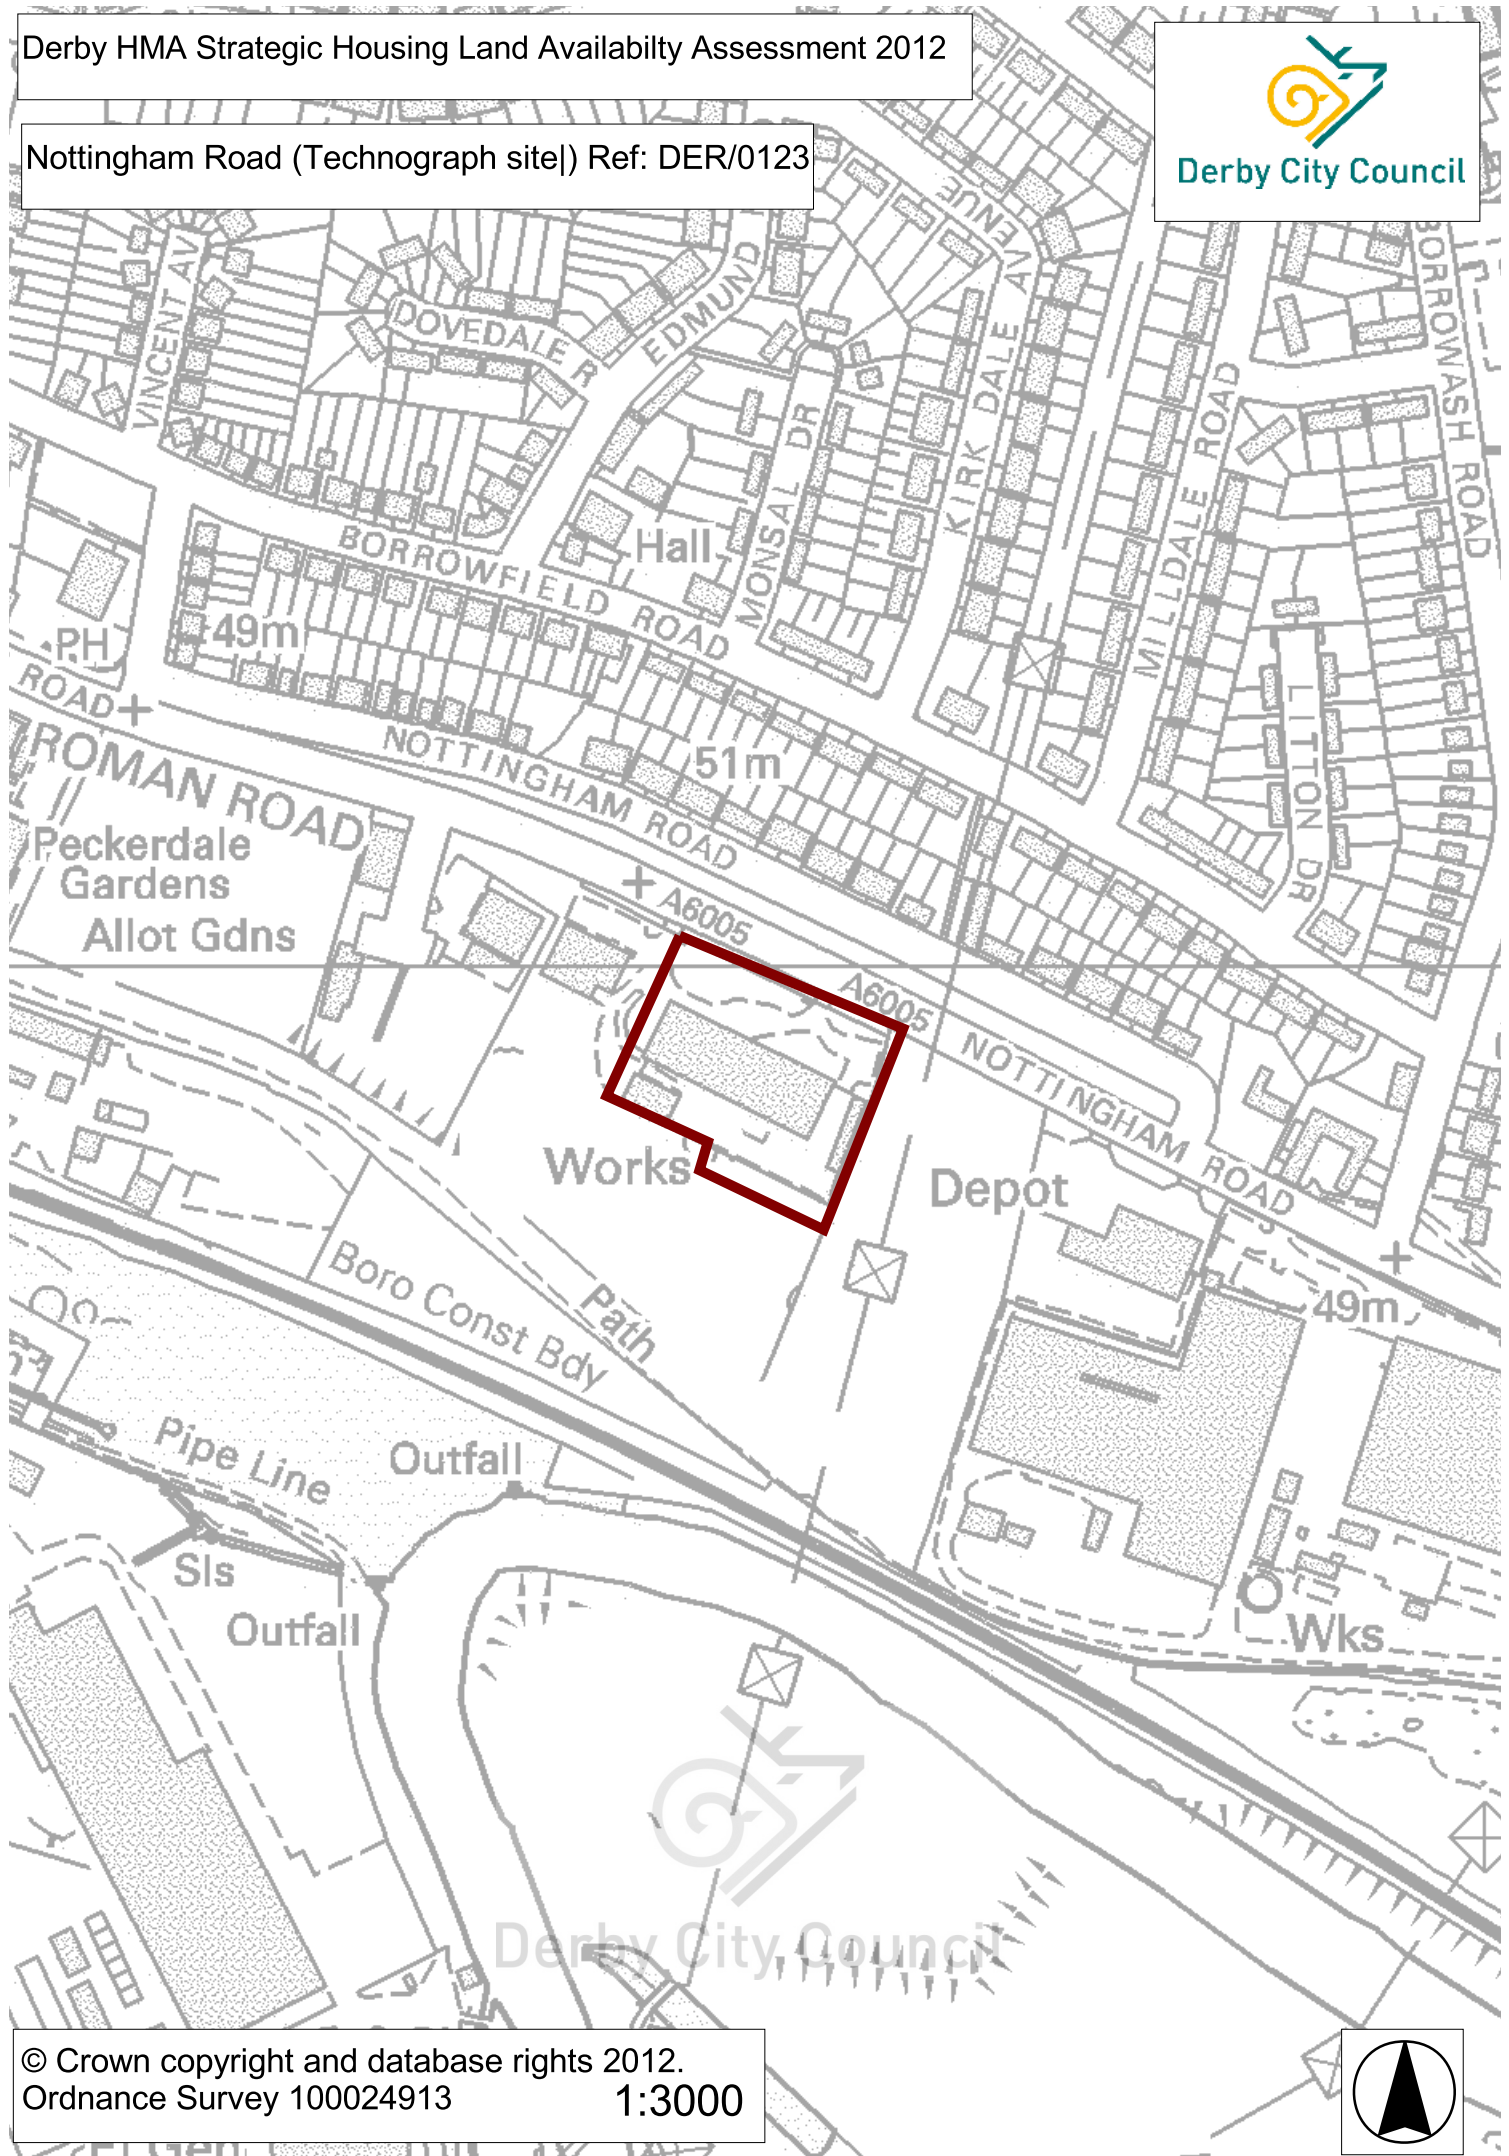 Derby HMA Strategic Housing Land Availabilty Assessment 2012
Nottingham Road (Technograph site|) Ref: DER/0123
Derby City Council
VINCENT AV
DOVEDALE R
EDMUND
AVENUE
KIRK DALE
MONSAL DR
MILLDALE ROAD
BORROWASH ROAD
BORROWFIELD ROAD
Hall
49m
PH
ROAD
ROMAN ROAD
NOTTINGHAM ROAD
51m
LITTON DR
Peckerdale
Gardens
Allot Gdns
A6005
A6005
NOTTINGHAM ROAD
Works
Depot
49m
Boro Const Bdy
Path
Pipe Line
Outfall
Sls
Outfall
Wks
Derby City Council
© Crown copyright and database rights 2012.
Ordnance Survey 100024913
1:3000